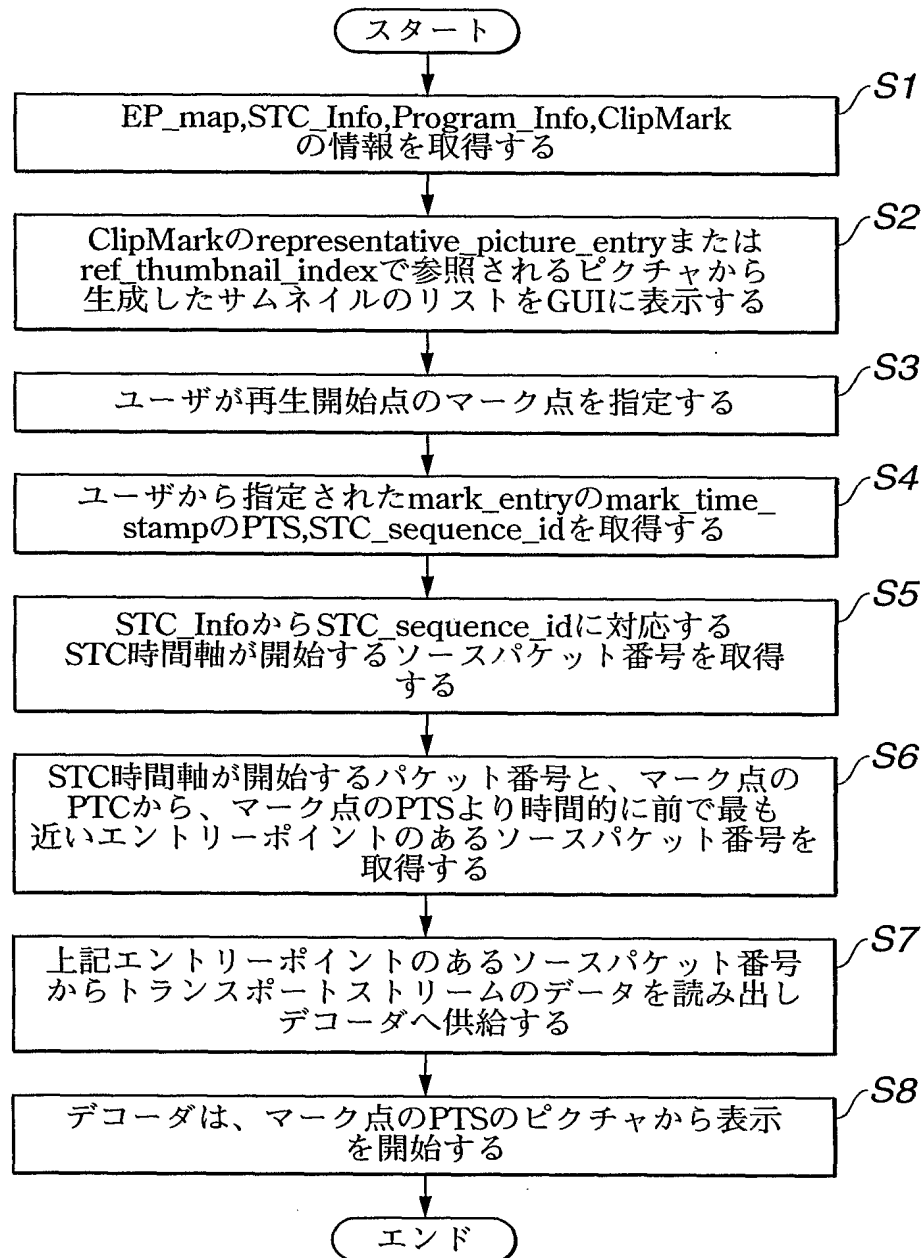 スタート
S1
EP_map,STC_Info,Program_Info,ClipMark
の情報を取得する
S2
ClipMarkのrepresentative_picture_entryまたは
ref_thumbnail_indexで参照されるピクチャから
生成したサムネイルのリストをGUIに表示する
S3
ユーザが再生開始点のマーク点を指定する
S4
ユーザから指定されたmark_entryのmark_time_
stampのPTS,STC_sequence_idを取得する
S5
STC_InfoからSTC_sequence_idに対応する
STC時間軸が開始するソースパケット番号を取得
する
S6
STC時間軸が開始するパケット番号と、マーク点の
PTCから、マーク点のPTSより時間的に前で最も
近いエントリーポイントのあるソースパケット番号を
取得する
S7
上記エントリーポイントのあるソースパケット番号
からトランスポートストリームのデータを読み出し
デコーダへ供給する
S8
デコーダは、マーク点のPTSのピクチャから表示
を開始する
エンド